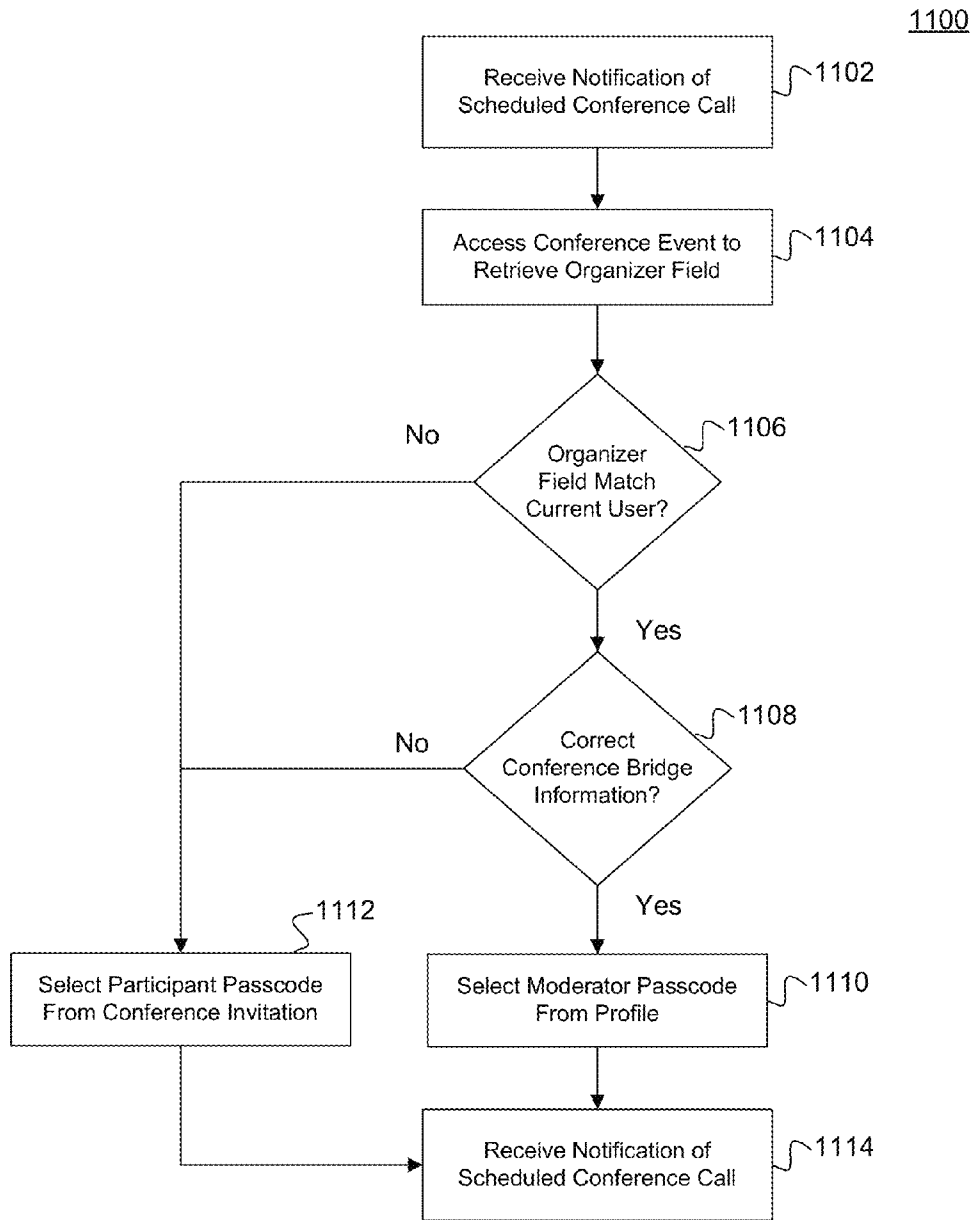 1100
Receive Notification of
Scheduled Conference Call
1102
Access Conference Event to
Retrieve Organizer Field
1104
No
Organizer
Field Match
Current User?
1106
Yes
No
Correct
Conference Bridge
Information?
1108
Yes
1112
Select Participant Passcode
From Conference Invitation
Select Moderator Passcode
From Profile
1110
Receive Notification of
Scheduled Conference Call
1114